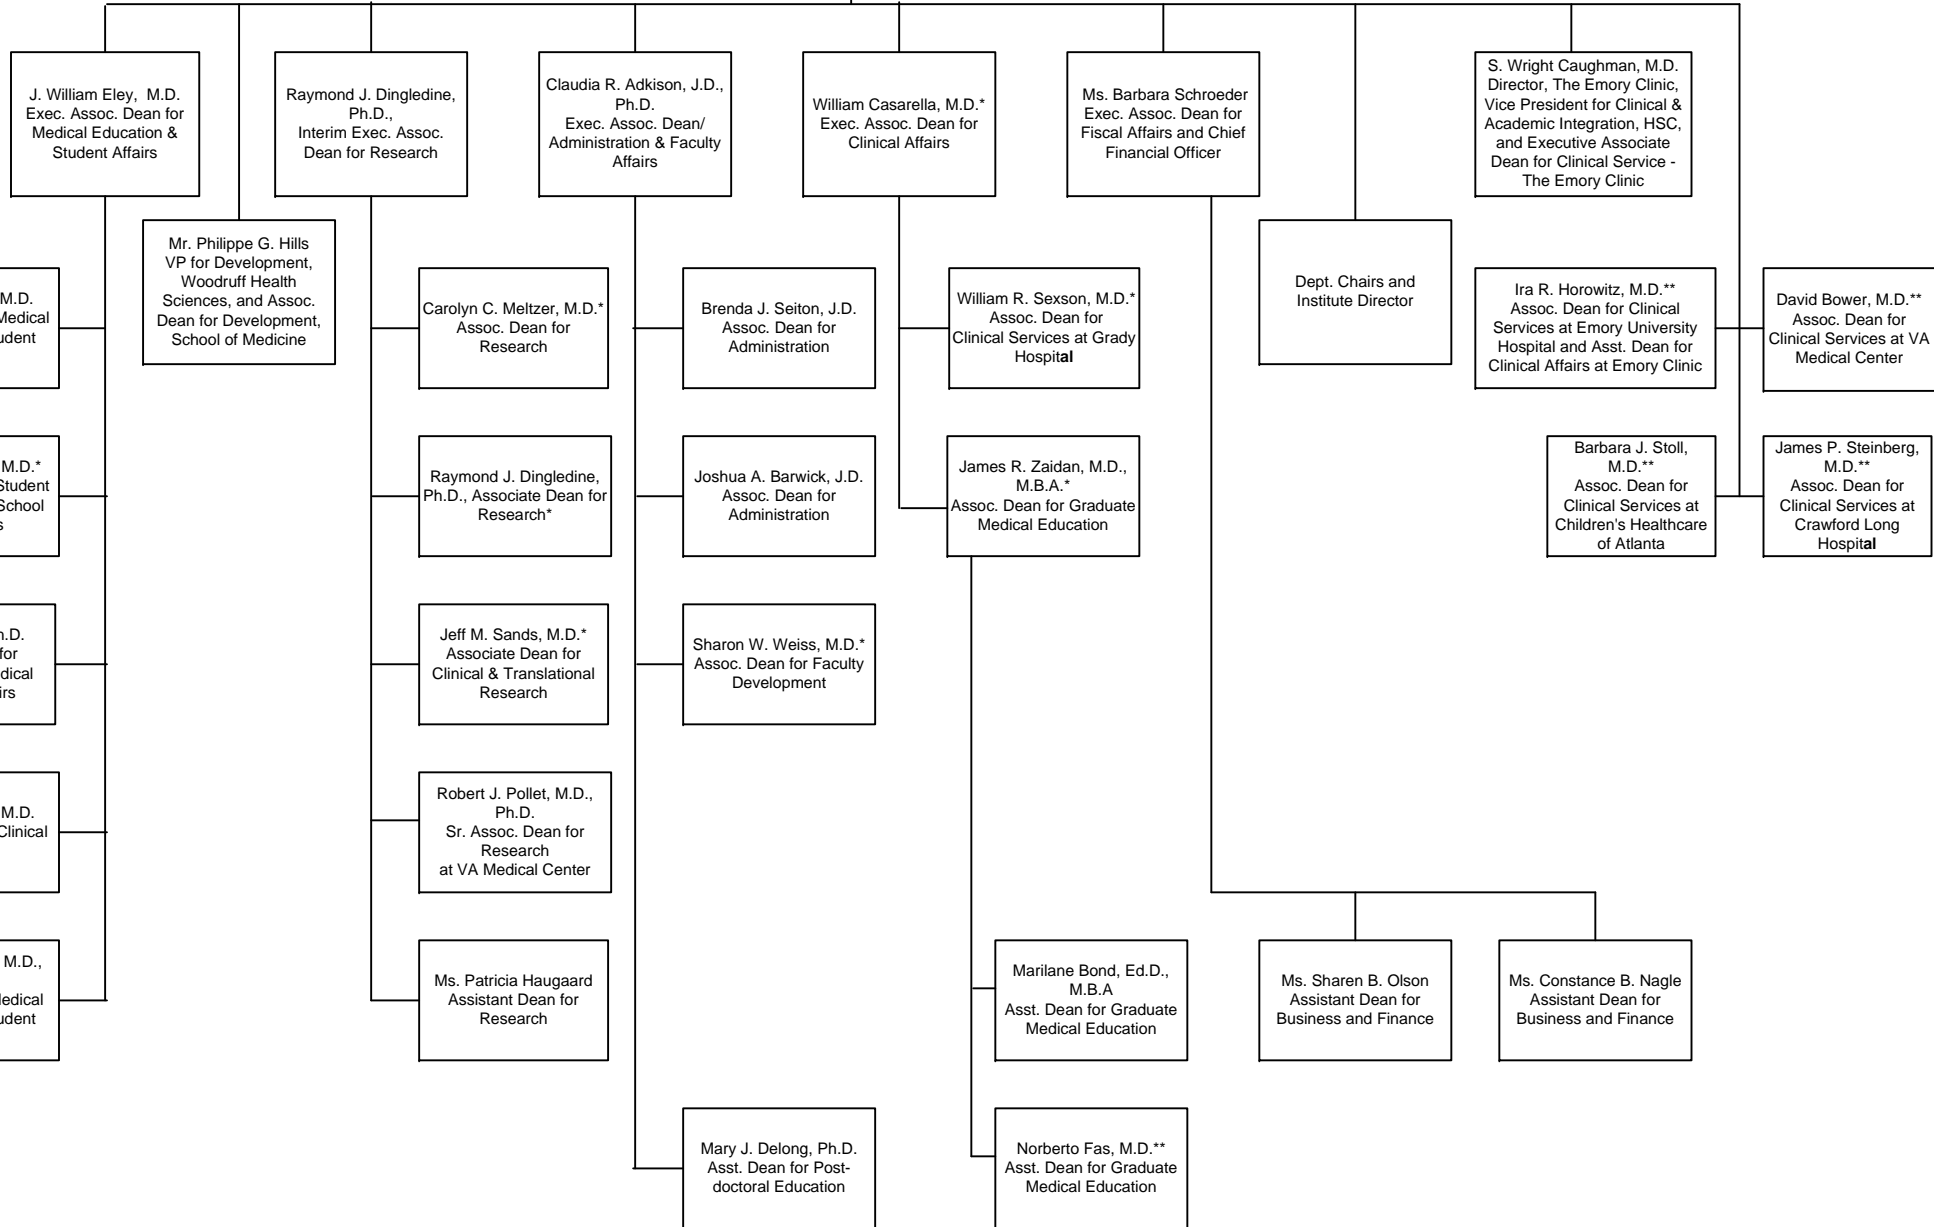 J. William Eley, M.D.
Exec. Assoc. Dean for
Medical Education &
Student Affairs
Raymond J. Dingledine,
Ph.D.,
Interim Exec. Assoc.
Dean for Research
Claudia R. Adkison, J.D.,
Ph.D.
Exec. Assoc. Dean/
Administration & Faculty
Affairs
William Casarella, M.D.*
Exec. Assoc. Dean for
Clinical Affairs
Ms. Barbara Schroeder
Exec. Assoc. Dean for
Fiscal Affairs and Chief
Financial Officer
S. Wright Caughman, M.D.
Director, The Emory Clinic,
Vice President for Clinical &
Academic Integration, HSC,
and Executive Associate
Dean for Clinical Service -
The Emory Clinic
Mr. Philippe G. Hills
VP for Development,
Woodruff Health
Sciences, and Assoc.
Dean for Development,
School of Medicine
Dept. Chairs and
Institute Director
M.D.
Carolyn C. Meltzer, M.D.*
Assoc. Dean for
Research
Brenda J. Seiton, J.D.
Assoc. Dean for
Administration
William R. Sexson, M.D.*
Assoc. Dean for
Clinical Services at Grady
Hospital
Ira R. Horowitz, M.D.**
Assoc. Dean for Clinical
Services at Emory University
Hospital and Asst. Dean for
Clinical Affairs at Emory Clinic
David Bower, M.D.**
Assoc. Dean for
Clinical Services at VA
Medical Center
M.D.*
Student
School
Raymond J. Dingledine,
Ph.D., Associate Dean for
Research*
Joshua A. Barwick, J.D.
Assoc. Dean for
Administration
James R. Zaidan, M.D.,
M.B.A.*
Assoc. Dean for Graduate
Medical Education
Barbara J. Stoll,
M.D.**
Assoc. Dean for
Clinical Services at
Children's Healthcare
of Atlanta
James P. Steinberg,
M.D.**
Assoc. Dean for
Clinical Services at
Crawford Long
Hospital
for
Jeff M. Sands, M.D.*
Associate Dean for
Clinical & Translational
Research
Sharon W. Weiss, M.D.*
Assoc. Dean for Faculty
Development
M.D.
Clinical
Robert J. Pollet, M.D.,
Ph.D.
Sr. Assoc. Dean for
Research
at VA Medical Center
M.D.,
Ms. Patricia Haugaard
Assistant Dean for
Research
Marilane Bond, Ed.D.,
M.B.A
Asst. Dean for Graduate
Medical Education
Ms. Sharen B. Olson
Assistant Dean for
Business and Finance
Ms. Constance B. Nagle
Assistant Dean for
Business and Finance
Mary J. Delong, Ph.D.
Asst. Dean for Post-
doctoral Education
Norberto Fas, M.D.**
Asst. Dean for Graduate
Medical Education